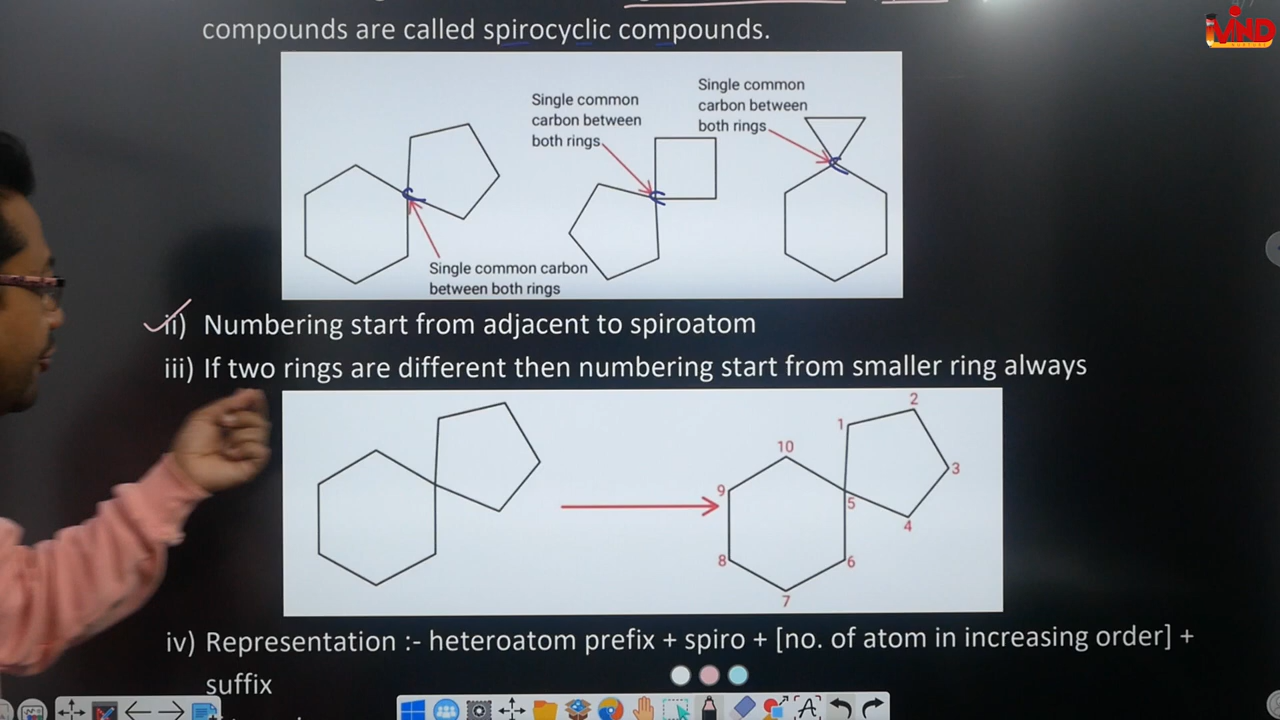 compounds are called spirocyclic compounds.
Single common
carbon between
both rings
Single common
carbon between
both rings
Single common carbon
between both rings
ii) Numbering start from adjacent to spiroatom
iii) If two rings are different then numbering start from smaller ring always
1
2
3
4
5
6
7
8
9
10
iv) Representation :- heteroatom prefix + spiro + [no. of atom in increasing order] +
suffix